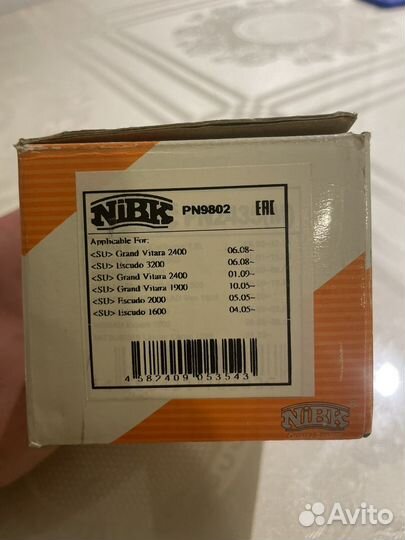 NiBK PN9802 EAC
Applicable For:
<SU> Grand Vitara 2400 06.08~
<SU> Escudo 3200 06.06~
<SU> Grand Vitara 2400 01.09~
<SU> Grand Vitara 1900 10.05~
<SU> Escudo 2000 05.05~
<SU> Escudo 1600 04.05~
4 582409 053543
NiBK
Avito